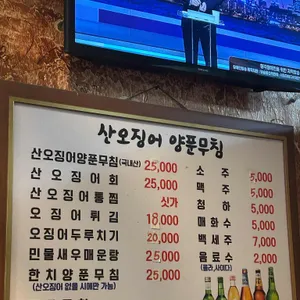 산오징어 양푼무침
산오징어양푼무침(국내산) 25,000
산오징어회 25,000
산오징어통찜 싯가
오징어튀김 18,000
오징어두루치기 20,000
민물새우매운탕 25,000
(산오징어 없을 시에만 가능)
한치양푼무침 25,000
소주 5,000
맥주 5,000
청하 5,000
매화수 5,000
백세주 7,000
음료수 2,000
(콜라,사이다)